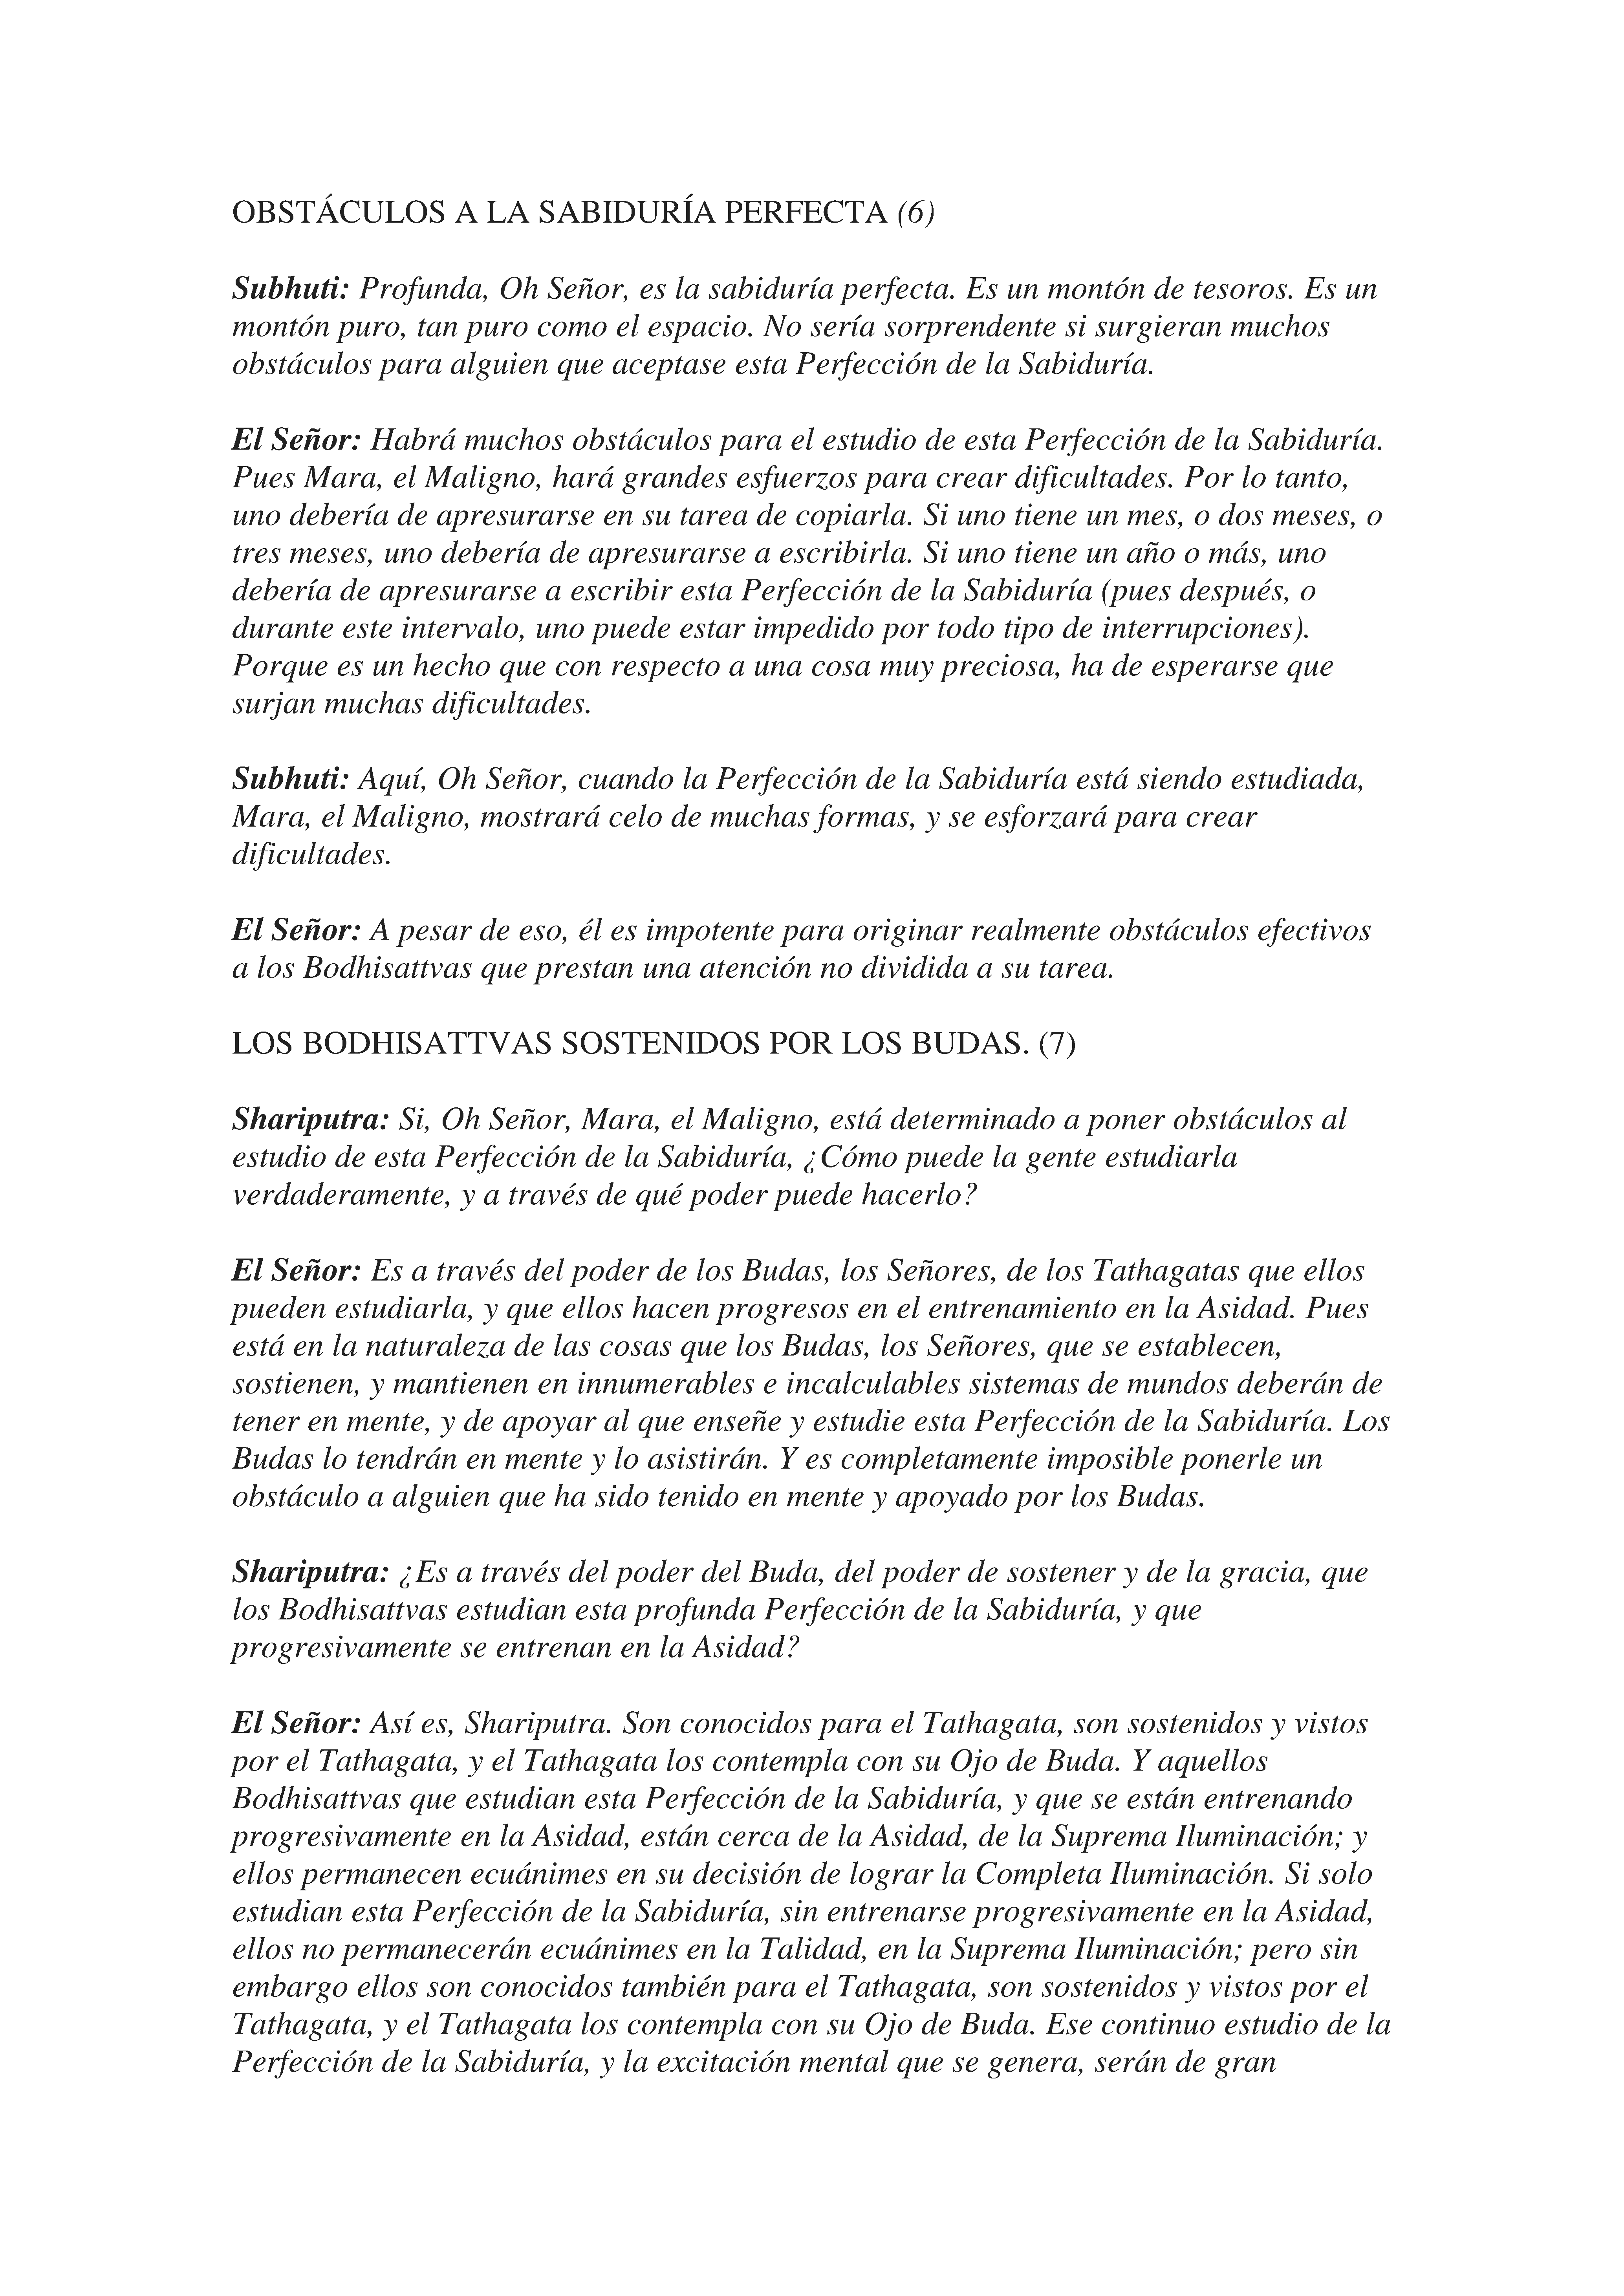 OBSTÁCULOS A LA SABIDURÍA PERFECTA (6)
Subhuti: Profunda, Oh Señor, es la sabiduría perfecta. Es un montón de tesoros. Es un
montón puro, tan puro como el espacio. No sería sorprendente si surgieran muchos
obstáculos para alguien que aceptase esta Perfección de la Sabiduría.
El Señor: Habrá muchos obstáculos para el estudio de esta Perfección de la Sabiduría.
Pues Mara, el Maligno, hará grandes esfuerzos para crear dificultades. Por lo tanto,
uno debería de apresurarse en su tarea de copiarla. Si uno tiene un mes, o dos meses, o
tres meses, uno debería de apresurarse a escribirla. Si uno tiene un año o más, uno
debería de apresurarse a escribir esta Perfección de la Sabiduría (pues después, o
durante este intervalo, uno puede estar impedido por todo tipo de interrupciones).
Porque es un hecho que con respecto a una cosa muy preciosa, ha de esperarse que
surjan muchas dificultades.
Subhuti: Aquí, Oh Señor, cuando la Perfección de la Sabiduría está siendo estudiada,
Mara, el Maligno, mostrará celo de muchas formas, y se esforzará para crear
dificultades.
El Señor: A pesar de eso, él es impotente para originar realmente obstáculos efectivos
a los Bodhisattvas que prestan una atención no dividida a su tarea.
LOS BODHISATTVAS SOSTENIDOS POR LOS BUDAS. (7)
Shariputra: Si, Oh Señor, Mara, el Maligno, está determinado a poner obstáculos al
estudio de esta Perfección de la Sabiduría, ¿Cómo puede la gente estudiarla
verdaderamente, y a través de qué poder puede hacerlo?
El Señor: Es a través del poder de los Budas, los Señores, de los Tathagatas que ellos
pueden estudiarla, y que ellos hacen progresos en el entrenamiento en la Asidad. Pues
está en la naturaleza de las cosas que los Budas, los Señores, que se establecen,
sostienen, y mantienen en innumerables e incalculables sistemas de mundos deberán de
tener en mente, y de apoyar al que enseñe y estudie esta Perfección de la Sabiduría. Los
Budas lo tendrán en mente y lo asistirán. Y es completamente imposible ponerle un
obstáculo a alguien que ha sido tenido en mente y apoyado por los Budas.
Shariputra: ¿Es a través del poder del Buda, del poder de sostener y de la gracia, que
los Bodhisattvas estudian esta profunda Perfección de la Sabiduría, y que
progresivamente se entrenan en la Asidad?
El Señor: Así es, Shariputra. Son conocidos para el Tathagata, son sostenidos y vistos
por el Tathagata, y el Tathagata los contempla con su Ojo de Buda. Y aquellos
Bodhisattvas que estudian esta Perfección de la Sabiduría, y que se están entrenando
progresivamente en la Asidad, están cerca de la Asidad, de la Suprema Iluminación; y
ellos permanecen ecuánimes en su decisión de lograr la Completa Iluminación. Si solo
estudian esta Perfección de la Sabiduría, sin entrenarse progresivamente en la Asidad,
ellos no permanecerán ecuánimes en la Talidad, en la Suprema Iluminación; pero sin
embargo ellos son conocidos también para el Tathagata, son sostenidos y vistos por el
Tathagata, y el Tathagata los contempla con su Ojo de Buda. Ese continuo estudio de la
Perfección de la Sabiduría, y la excitación mental que se genera, serán de gran